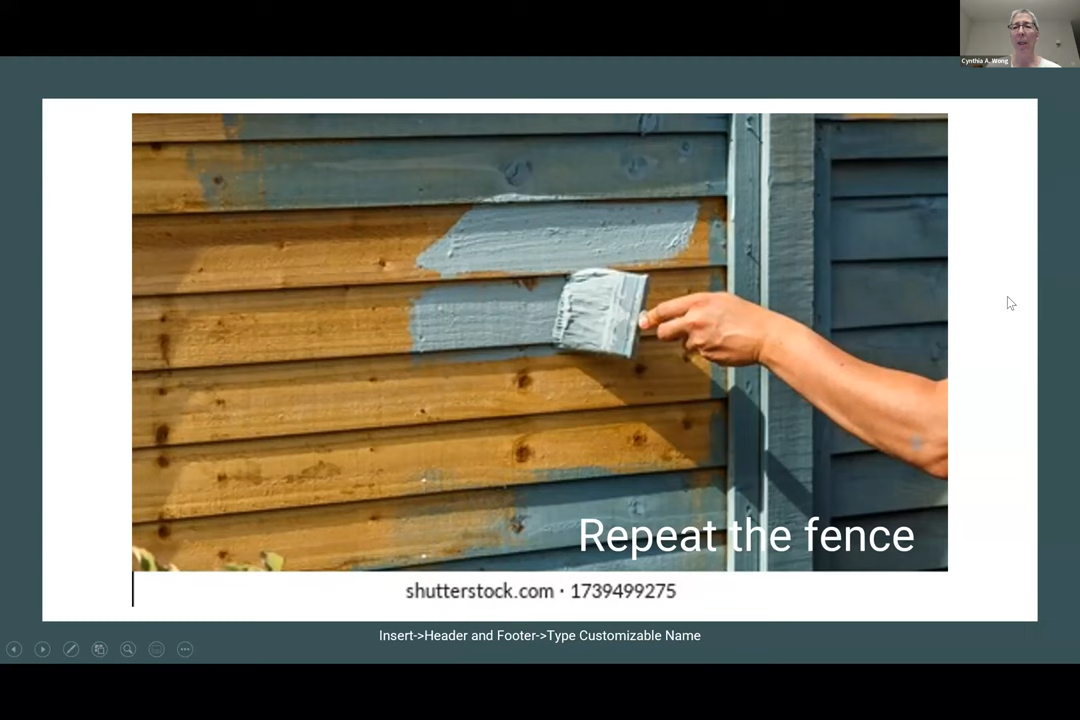 Cynthia A. Wong
Repeat the fence
shutterstock.com · 1739499275
Insert->Header and Footer->Type Customizable Name